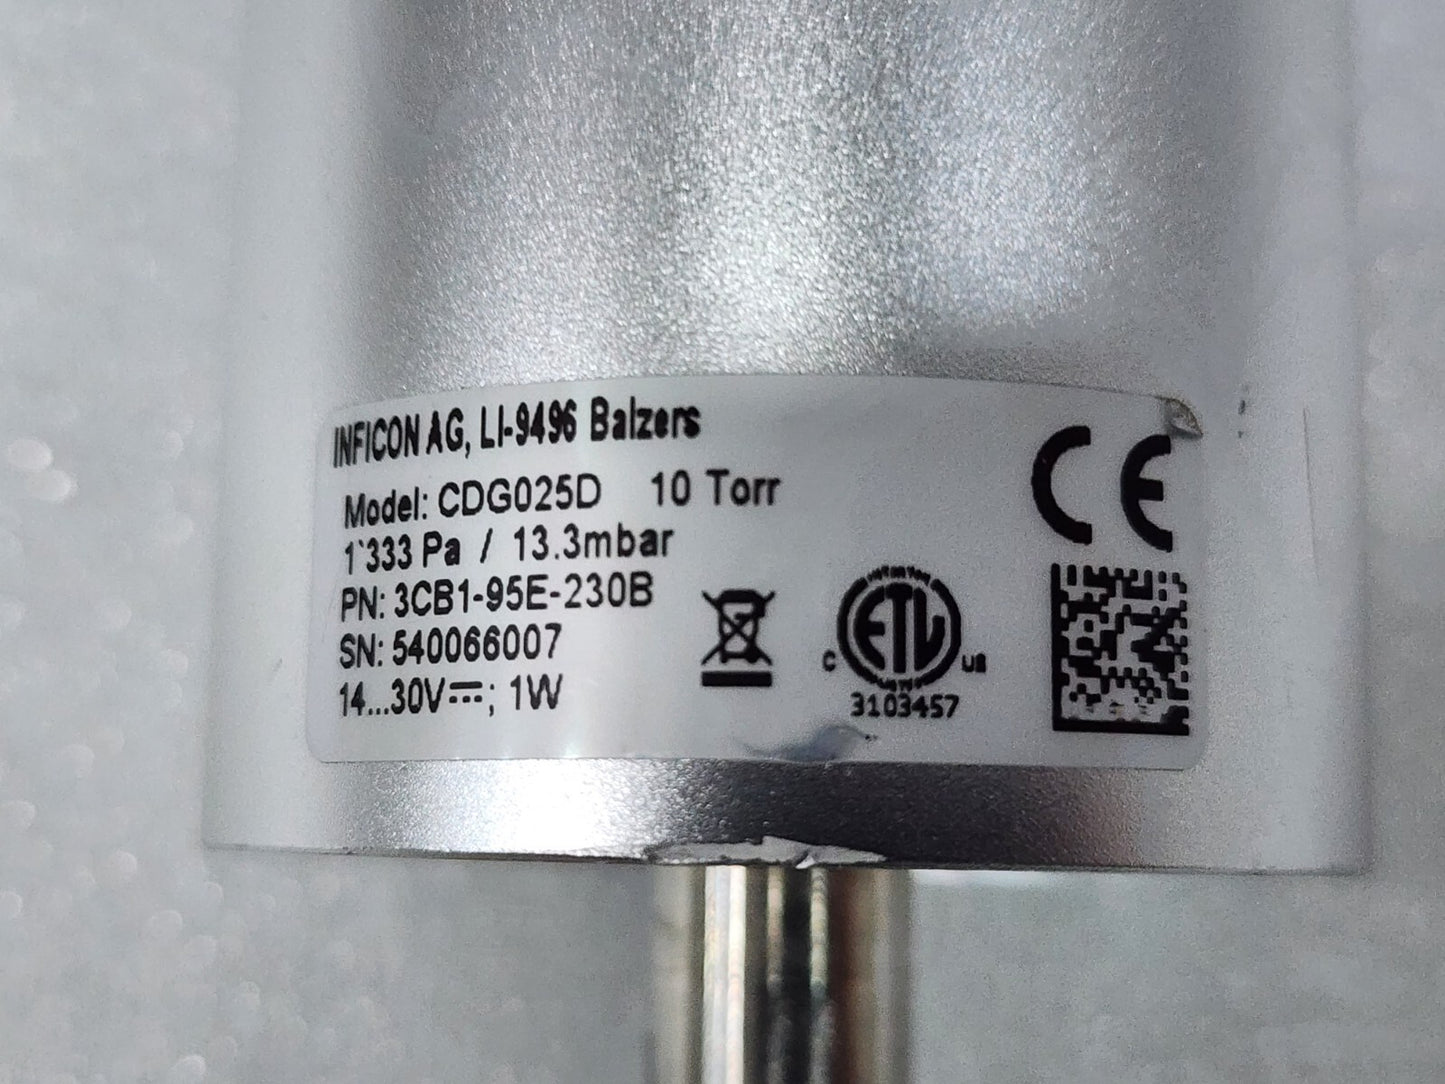 INFICON AG, LI-9496 Balzers
Model: CDG025D 10 Torr
1`333 Pa / 13.3mbar
PN: 3CB1-95E-230B
SN: 540066007
14...30V⎓; 1W
CE
ETL
C US
3103457